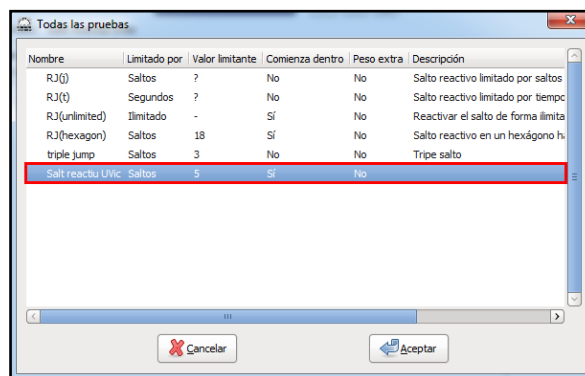 Todas las pruebas
Nombre Limitado por Valor limitante Comienza dentro Peso extra Descripción
RJ(j) Saltos ? No No Salto reactivo limitado por saltos
RJ(t) Segundos ? No No Salto reactivo limitado por tiempo
RJ(unlimited) Ilimitado - Sí No Reactivar el salto de forma ilimita
RJ(hexagon) Saltos 18 Sí No Salto reactivo en un hexágono h
triple jump Saltos 3 No No Tripe salto
Salt reactiu UVic Saltos 5 Sí No
Cancelar Aceptar